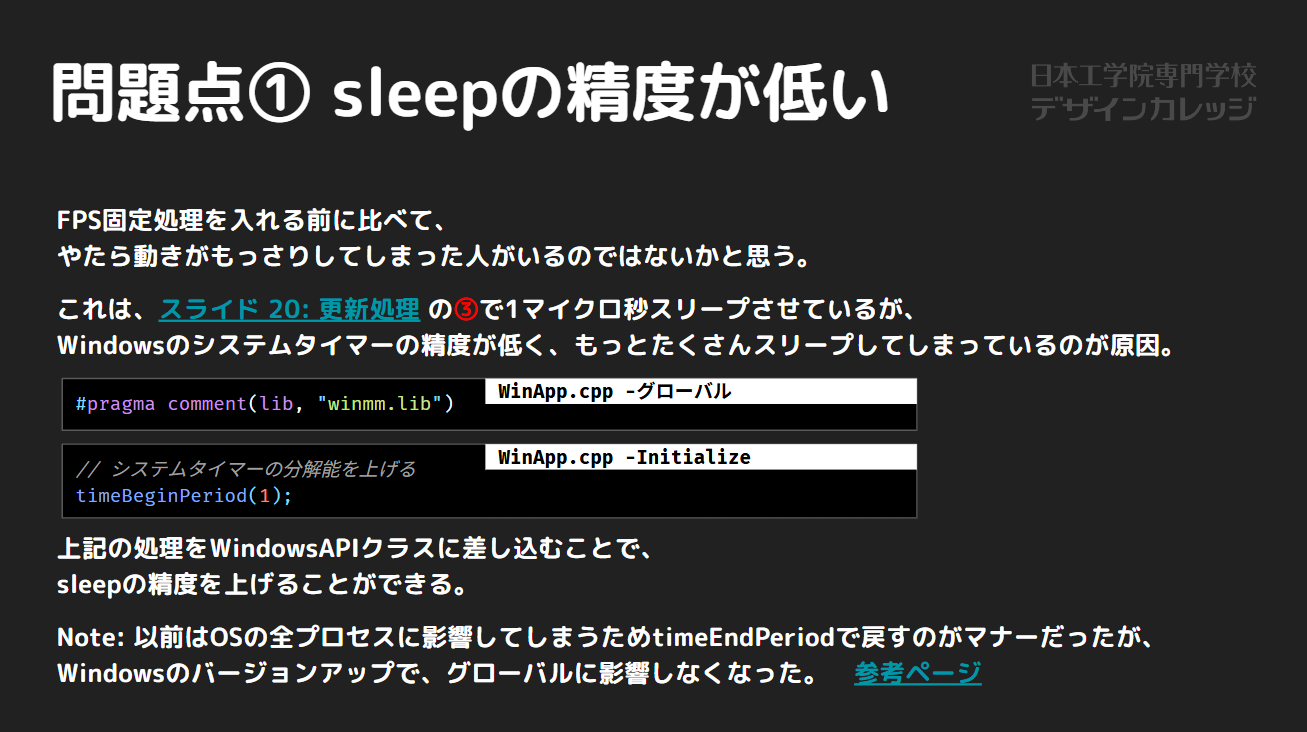 問題点① sleepの精度が低い
日本工学院専門学校
デザインカレッジ
FPS固定処理を入れる前に比べて、
やたら動きがもっさりしてしまった人がいるのではないかと思う。
これは、スライド 20: 更新処理 の③で1マイクロ秒スリープさせているが、
Windowsのシステムタイマーの精度が低く、もっとたくさんスリープしてしまっているのが原因。
WinApp.cpp -グローバル
#pragma comment(lib, "winmm.lib")
WinApp.cpp -Initialize
// システムタイマーの分解能を上げる
timeBeginPeriod(1);
上記の処理をWindowsAPIクラスに差し込むことで、
sleepの精度を上げることができる。
Note: 以前はOSの全プロセスに影響してしまうためtimeEndPeriodで戻すのがマナーだったが、
Windowsのバージョンアップで、グローバルに影響しなくなった。 参考ページ